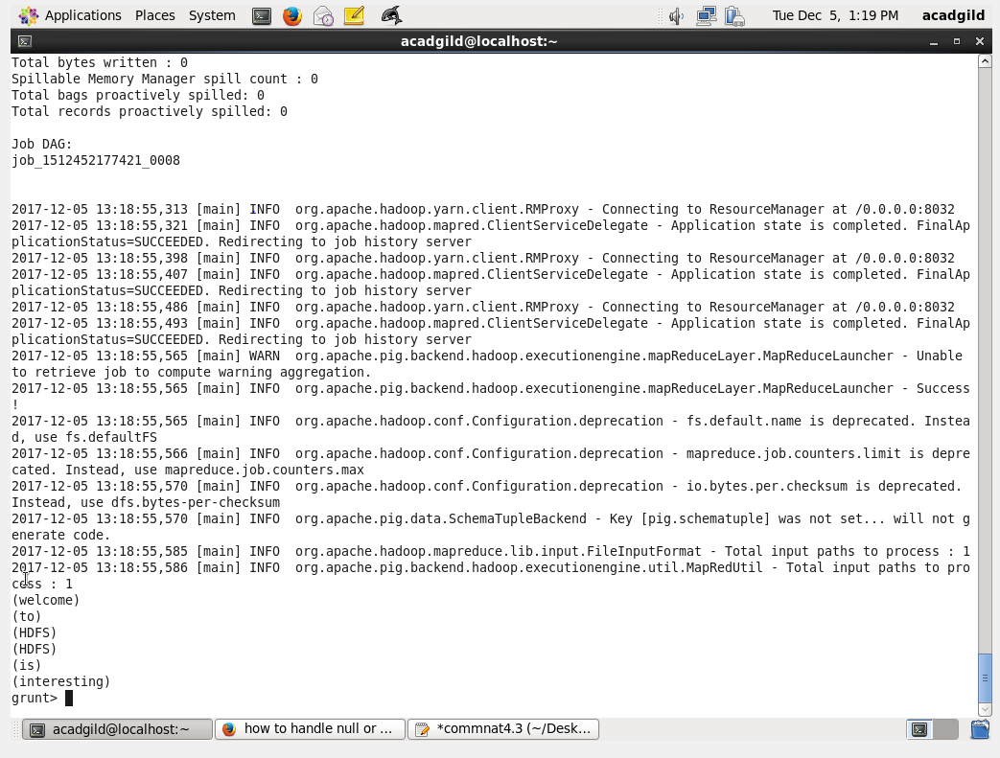 Applications Places System Tue Dec 5, 1:19 PM acadgild
acadgild@localhost:~
Total bytes written : 0
Spillable Memory Manager spill count : 0
Total bags proactively spilled: 0
Total records proactively spilled: 0
Job DAG:
job_1512452177421_0008
2017-12-05 13:18:55,313 [main] INFO  org.apache.hadoop.yarn.client.RMProxy - Connecting to ResourceManager at /0.0.0.0:8032
2017-12-05 13:18:55,321 [main] INFO  org.apache.hadoop.mapred.ClientServiceDelegate - Application state is completed. FinalAp
plicationStatus=SUCCEEDED. Redirecting to job history server
2017-12-05 13:18:55,398 [main] INFO  org.apache.hadoop.yarn.client.RMProxy - Connecting to ResourceManager at /0.0.0.0:8032
2017-12-05 13:18:55,407 [main] INFO  org.apache.hadoop.mapred.ClientServiceDelegate - Application state is completed. FinalAp
plicationStatus=SUCCEEDED. Redirecting to job history server
2017-12-05 13:18:55,486 [main] INFO  org.apache.hadoop.yarn.client.RMProxy - Connecting to ResourceManager at /0.0.0.0:8032
2017-12-05 13:18:55,493 [main] INFO  org.apache.hadoop.mapred.ClientServiceDelegate - Application state is completed. FinalAp
plicationStatus=SUCCEEDED. Redirecting to job history server
2017-12-05 13:18:55,565 [main] WARN  org.apache.pig.backend.hadoop.executionengine.mapReduceLayer.MapReduceLauncher - Unable
to retrieve job to compute warning aggregation.
2017-12-05 13:18:55,565 [main] INFO  org.apache.pig.backend.hadoop.executionengine.mapReduceLayer.MapReduceLauncher - Success
!
2017-12-05 13:18:55,565 [main] INFO  org.apache.hadoop.conf.Configuration.deprecation - fs.default.name is deprecated. Instea
d, use fs.defaultFS
2017-12-05 13:18:55,566 [main] INFO  org.apache.hadoop.conf.Configuration.deprecation - mapreduce.job.counters.limit is depre
cated. Instead, use mapreduce.job.counters.max
2017-12-05 13:18:55,570 [main] INFO  org.apache.hadoop.conf.Configuration.deprecation - io.bytes.per.checksum is deprecated.
Instead, use dfs.bytes-per-checksum
2017-12-05 13:18:55,570 [main] INFO  org.apache.pig.data.SchemaTupleBackend - Key [pig.schematuple] was not set... will not g
enerate code.
2017-12-05 13:18:55,585 [main] INFO  org.apache.hadoop.mapreduce.lib.input.FileInputFormat - Total input paths to process : 1
2017-12-05 13:18:55,586 [main] INFO  org.apache.pig.backend.hadoop.executionengine.util.MapRedUtil - Total input paths to pro
cess : 1
(welcome)
(to)
(HDFS)
(HDFS)
(is)
(interesting)
grunt>
acadgild@localhost:~ how to handle null or ... *commnat4.3 (~/Desk...